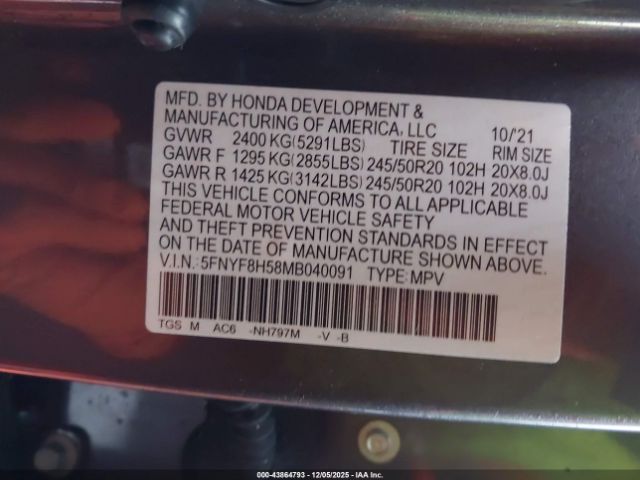 MFD. BY HONDA DEVELOPMENT &
MANUFACTURING OF AMERICA, LLC 10/'21
GVWR 2400 KG(5291LBS) TIRE SIZE RIM SIZE
GAWR F 1295 KG(2855LBS) 245/50R20 102H 20X8.0J
GAWR R 1425 KG(3142LBS) 245/50R20 102H 20X8.0J
THIS VEHICLE CONFORMS TO ALL APPLICABLE
FEDERAL MOTOR VEHICLE SAFETY
AND THEFT PREVENTION STANDARDS IN EFFECT
ON THE DATE OF MANUFACTURE SHOWN ABOVE.
V.I.N.: 5FNYF8H58MB040091 TYPE: MPV
TGS M AC6 -NH797M -V -B
000-43864793 - 12/05/2025 - IAA Inc.